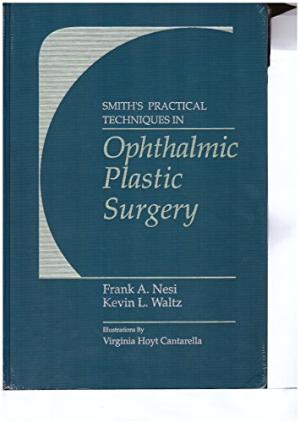 SMITH'S PRACTICAL
TECHNIQUES IN
Ophthalmic
Plastic
Surgery
Frank A. Nesi
Kevin L. Waltz
Illustrations By
Virginia Hoyt Cantarella